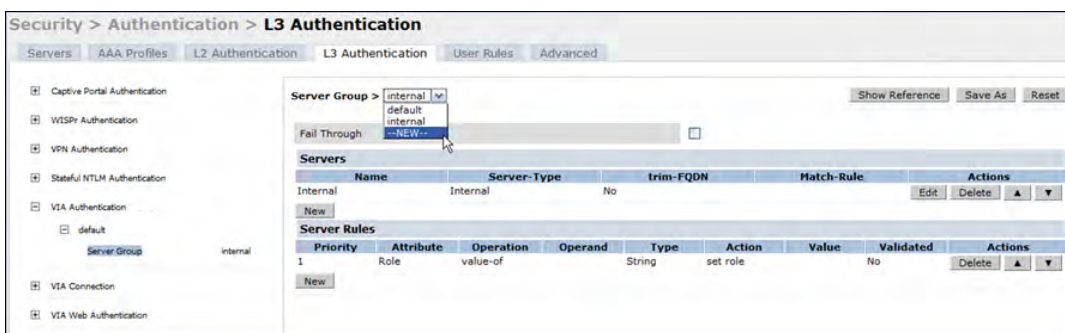 Security > Authentication > L3 Authentication
Servers AAA Profiles L2 Authentication L3 Authentication User Rules Advanced
Captive Portal Authentication
WISPr Authentication
VPN Authentication
Stateful NTLM Authentication
VIA Authentication
default
Server Group internal
VIA Connection
VIA Web Authentication
Server Group > internal Show Reference Save As Reset
default
internal
--NEW--
Fail Through
Servers
Name Server-Type trim-FQDN Match-Rule Actions
Internal Internal No Edit Delete
New
Server Rules
Priority Attribute Operation Operand Type Action Value Validated Actions
1 Role value-of String set role No Delete
New